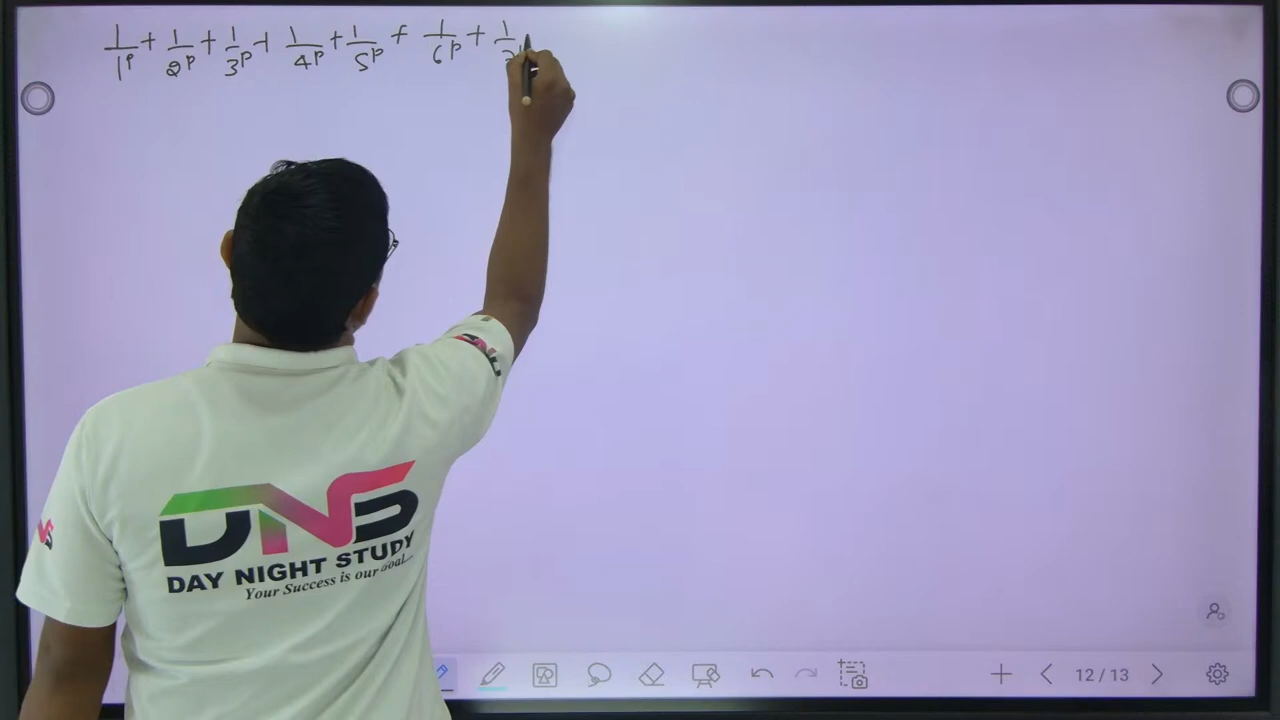 1/1^p + 1/2^p + 1/3^p + 1/4^p + 1/5^p + 1/6^p + 1/
DNS
DAY NIGHT STUDY
Your Success is our Goal...
12/13